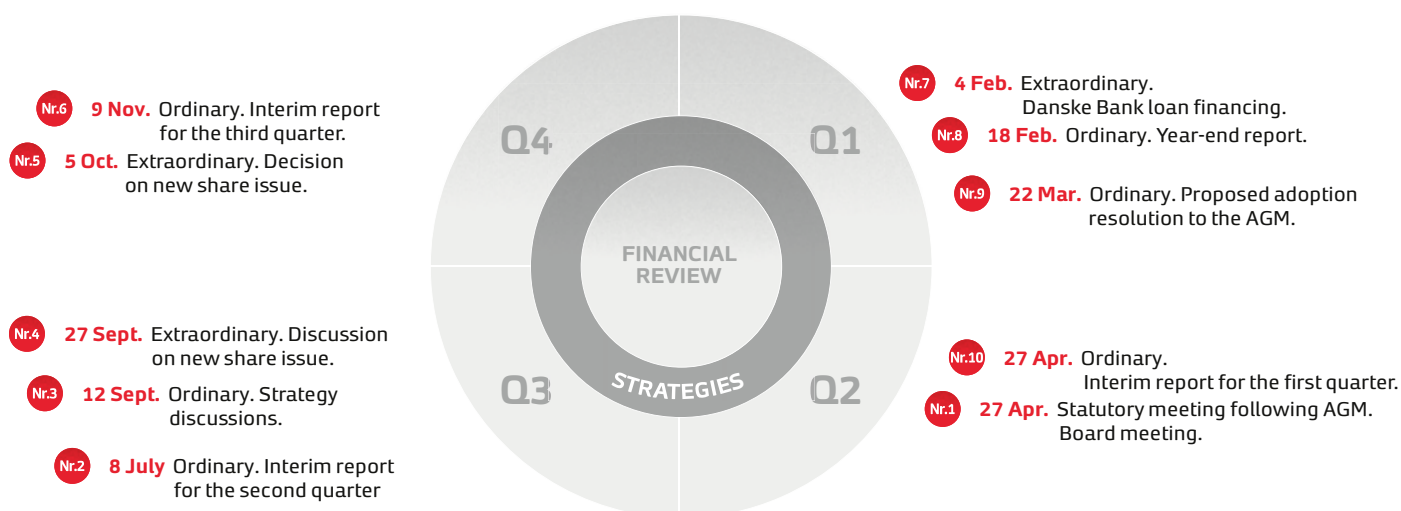 Nr.6 9 Nov. Ordinary. Interim report
for the third quarter.
Nr.5 5 Oct. Extraordinary. Decision
on new share issue.
Nr.4 27 Sept. Extraordinary. Discussion
on new share issue.
Nr.3 12 Sept. Ordinary. Strategy
discussions.
Nr.2 8 July Ordinary. Interim report
for the second quarter
Q4
Q1
FINANCIAL
REVIEW
STRATEGIES
Q3
Q2
Nr.7 4 Feb. Extraordinary.
Danske Bank loan financing.
Nr.8 18 Feb. Ordinary. Year-end report.
Nr.9 22 Mar. Ordinary. Proposed adoption
resolution to the AGM.
Nr.10 27 Apr. Ordinary.
Interim report for the first quarter.
Nr.1 27 Apr. Statutory meeting following AGM.
Board meeting.